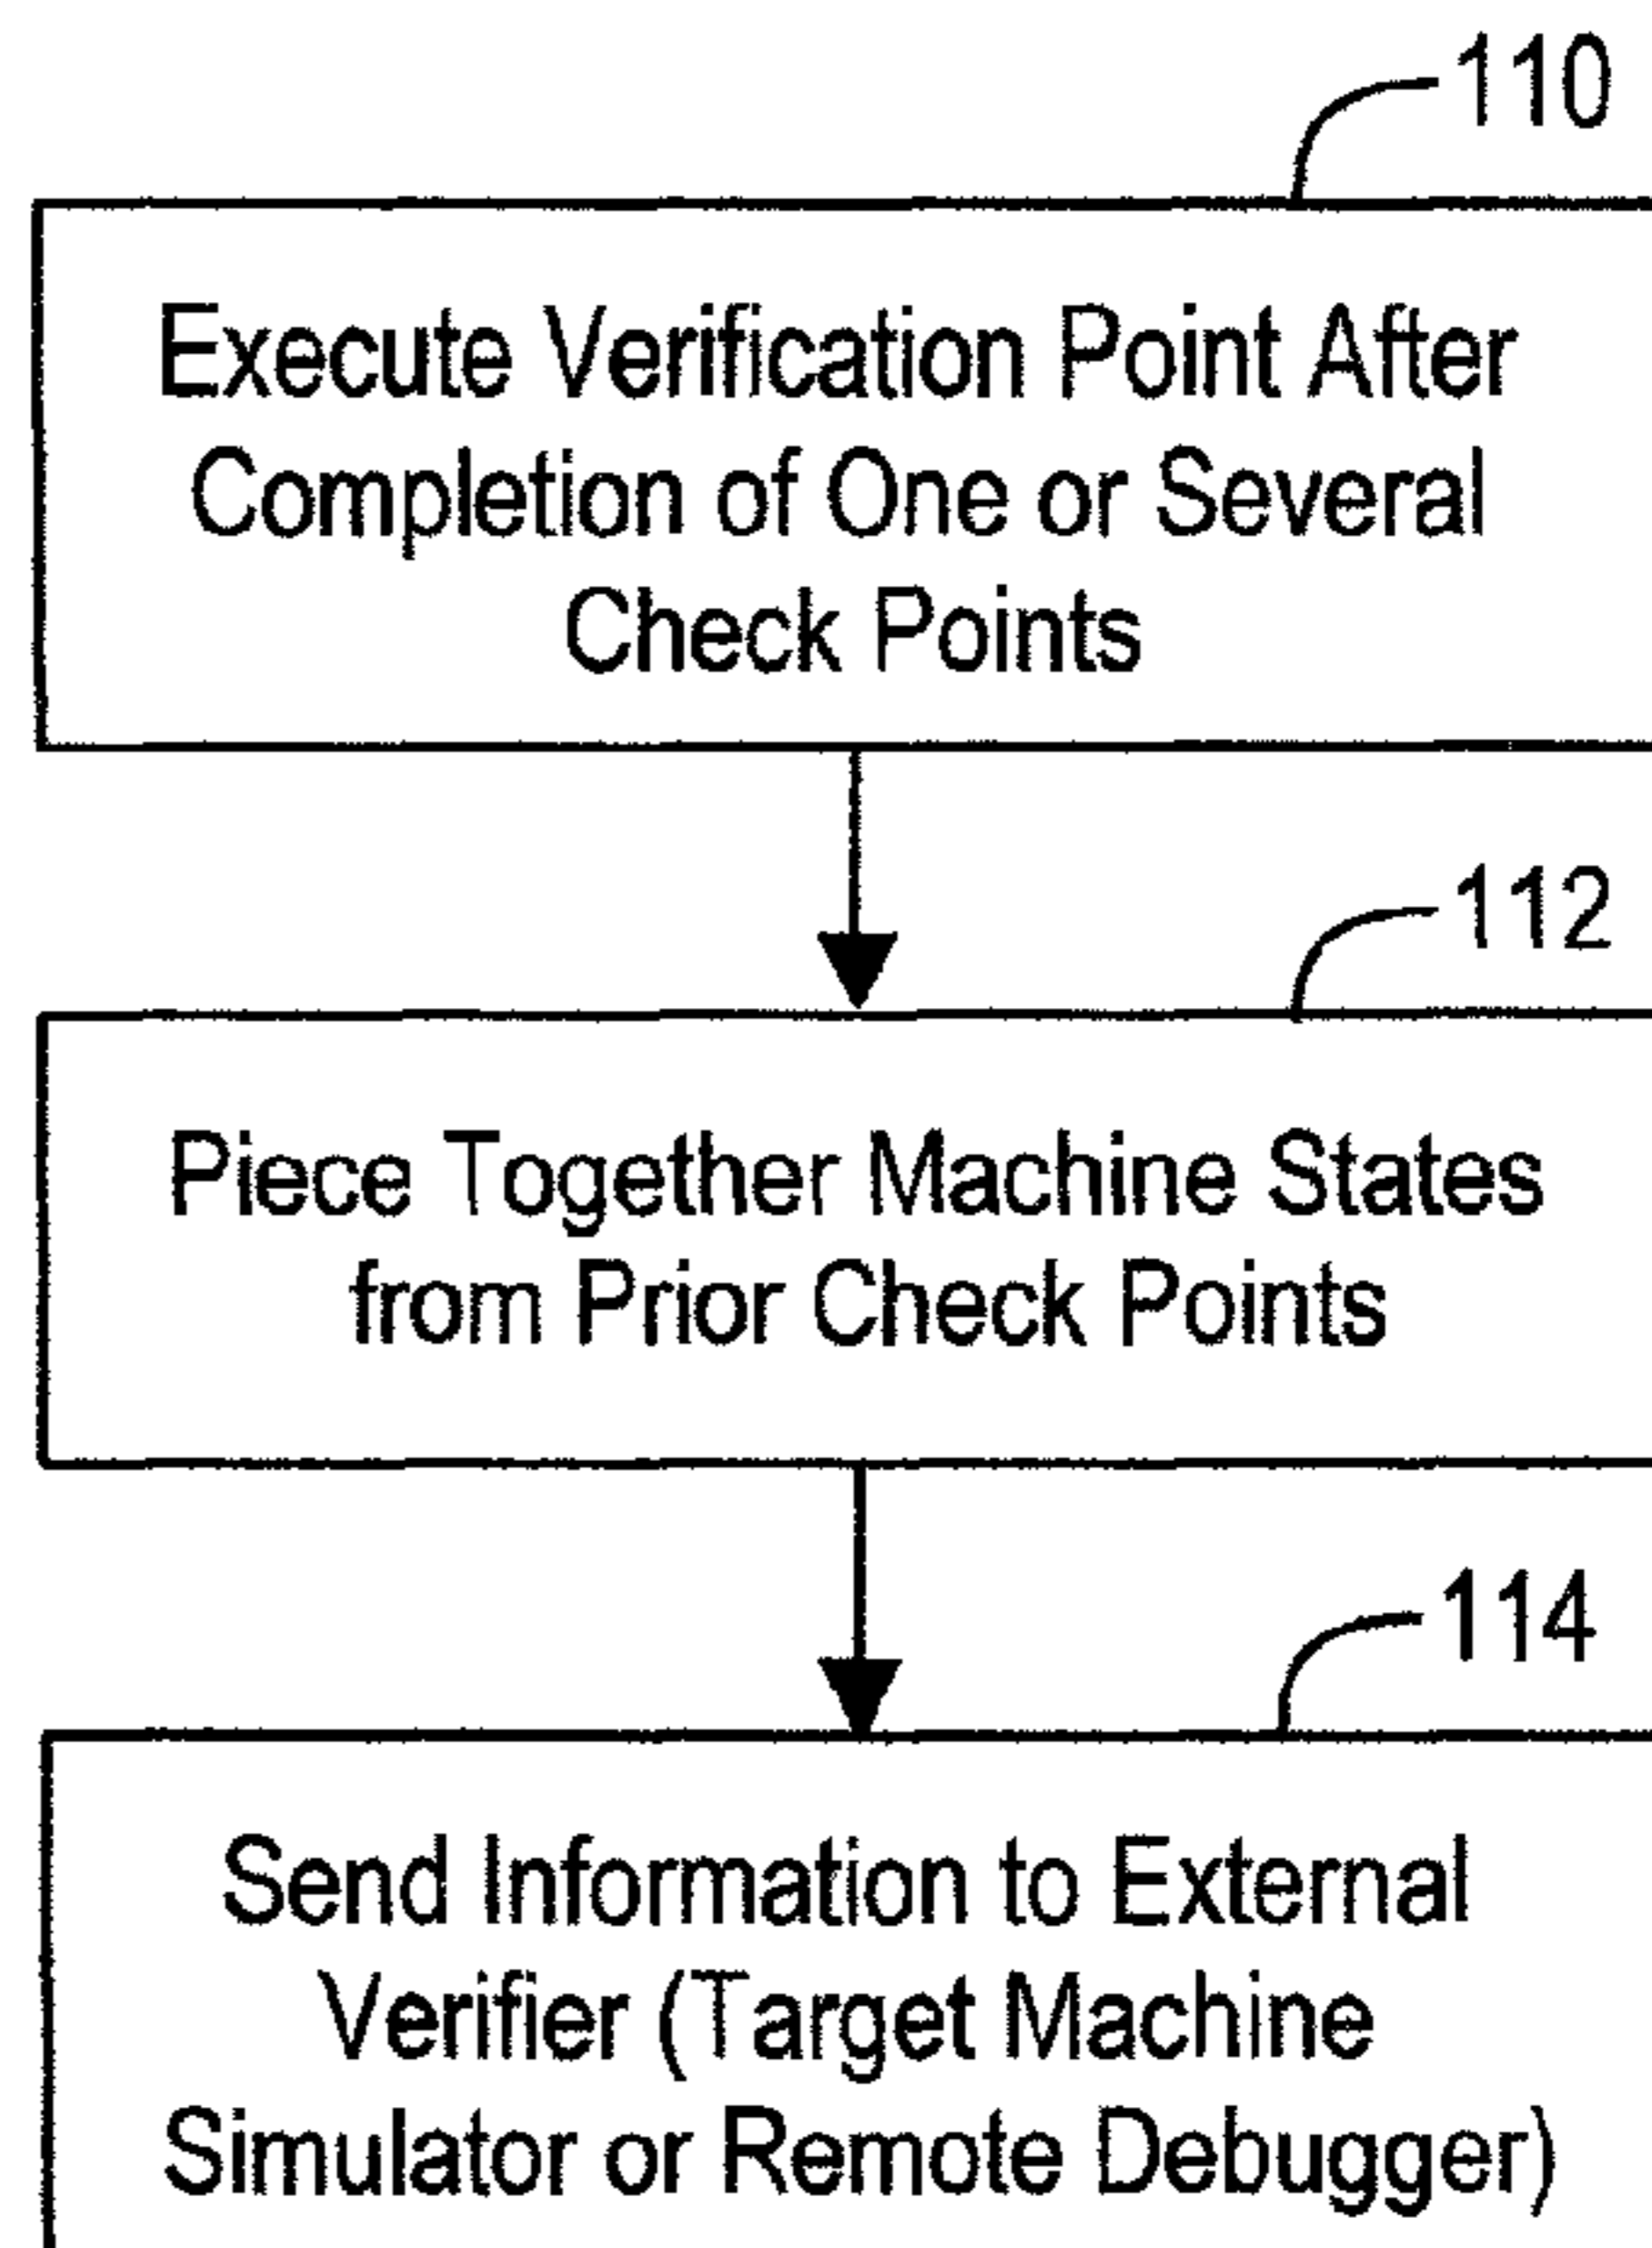 110
Execute Verification Point After
Completion of One or Several
Check Points
112
Piece Together Machine States
from Prior Check Points
114
Send Information to External
Verifier (Target Machine
Simulator or Remote Debugger)